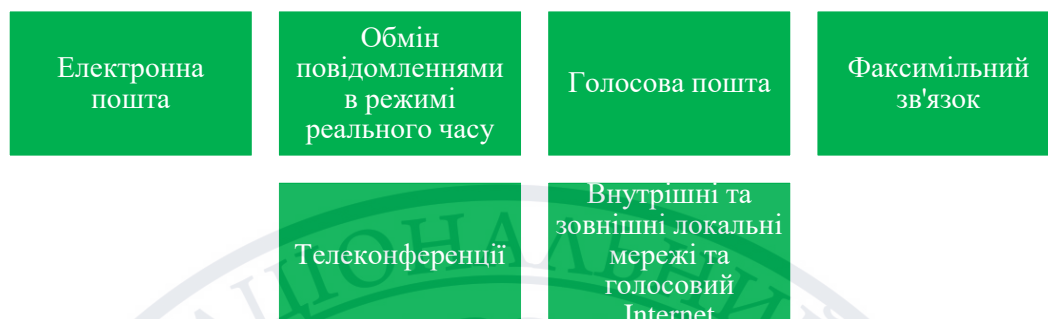 Електронна
пошта
Обмін
повідомленнями
в режимі
реального часу
Голосова пошта
Факсимільний
зв'язок
Телеконференції
Внутрішні та
зовнішні локальні
мережі та
голосовий
Internet